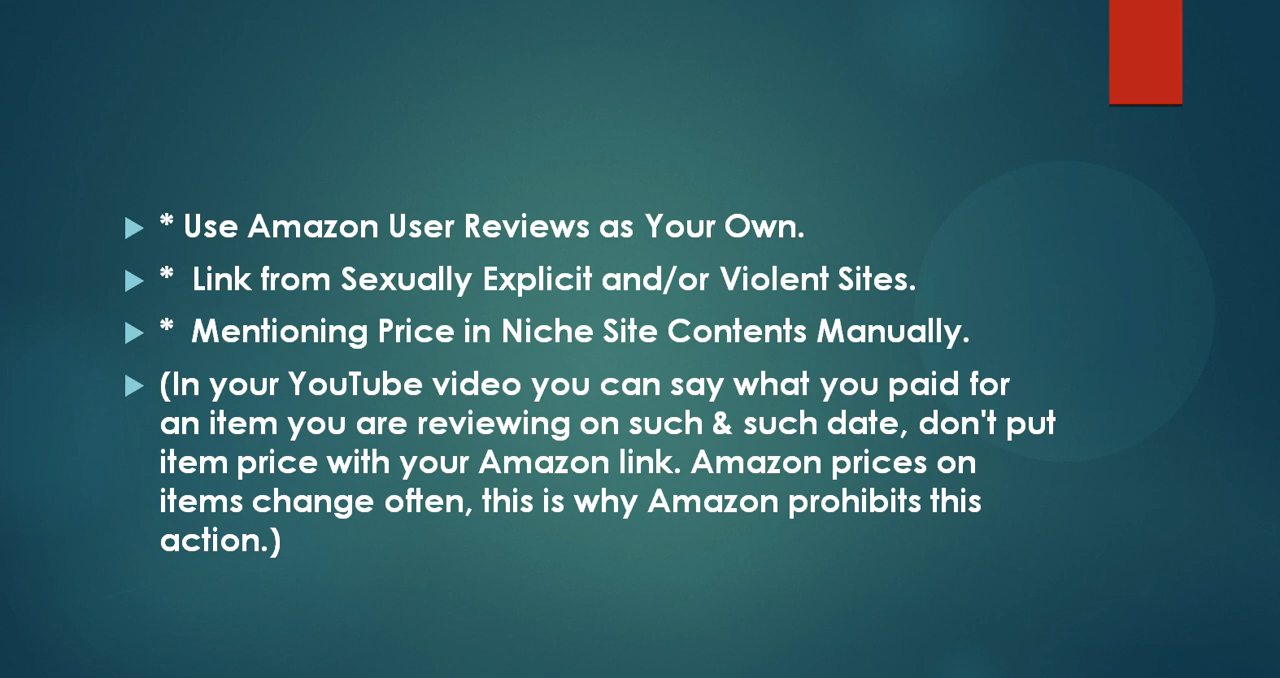 * Use Amazon User Reviews as Your Own.
*  Link from Sexually Explicit and/or Violent Sites.
*  Mentioning Price in Niche Site Contents Manually.
(In your YouTube video you can say what you paid for
an item you are reviewing on such & such date, don't put
item price with your Amazon link. Amazon prices on
items change often, this is why Amazon prohibits this
action.)